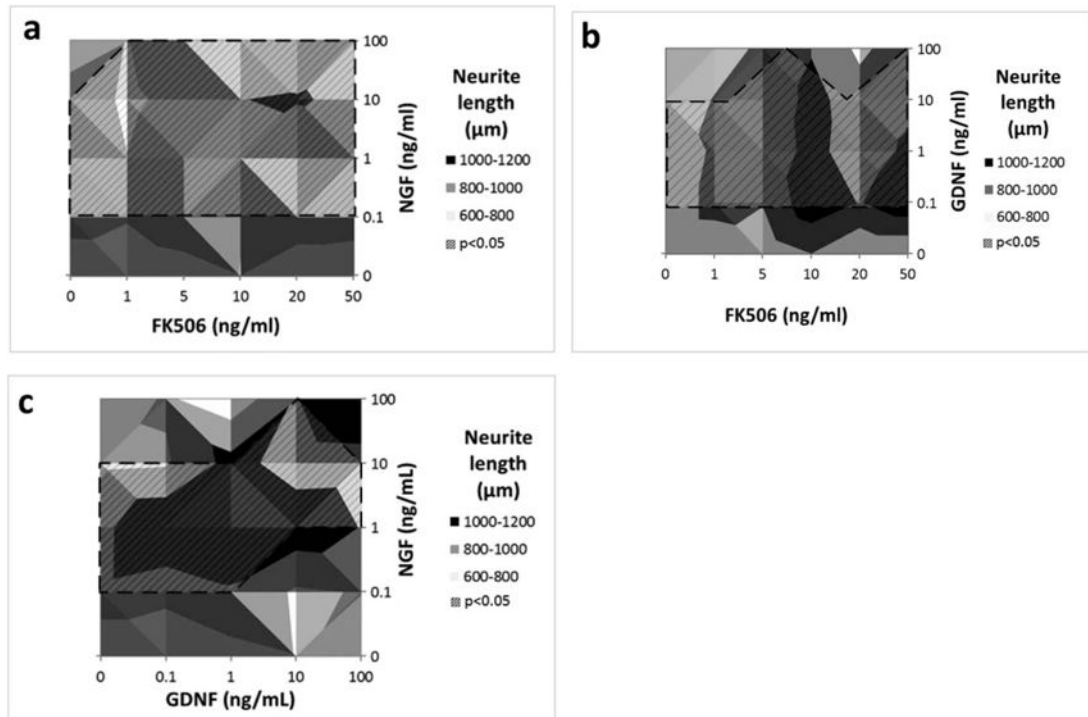 a
Neurite
length
(µm)
1000-1200
800-1000
600-800
p<0.05
100
10
1
0.1
0
NGF (ng/ml)
0 1 5 10 20 50
FK506 (ng/ml)
b
Neurite
length
(µm)
1000-1200
800-1000
600-800
p<0.05
100
10
1
0.1
0
GDNF (ng/ml)
0 1 5 10 20 50
FK506 (ng/ml)
c
Neurite
length
(µm)
1000-1200
800-1000
600-800
p<0.05
100
10
1
0.1
0
NGF (ng/mL)
0 0.1 1 10 100
GDNF (ng/mL)